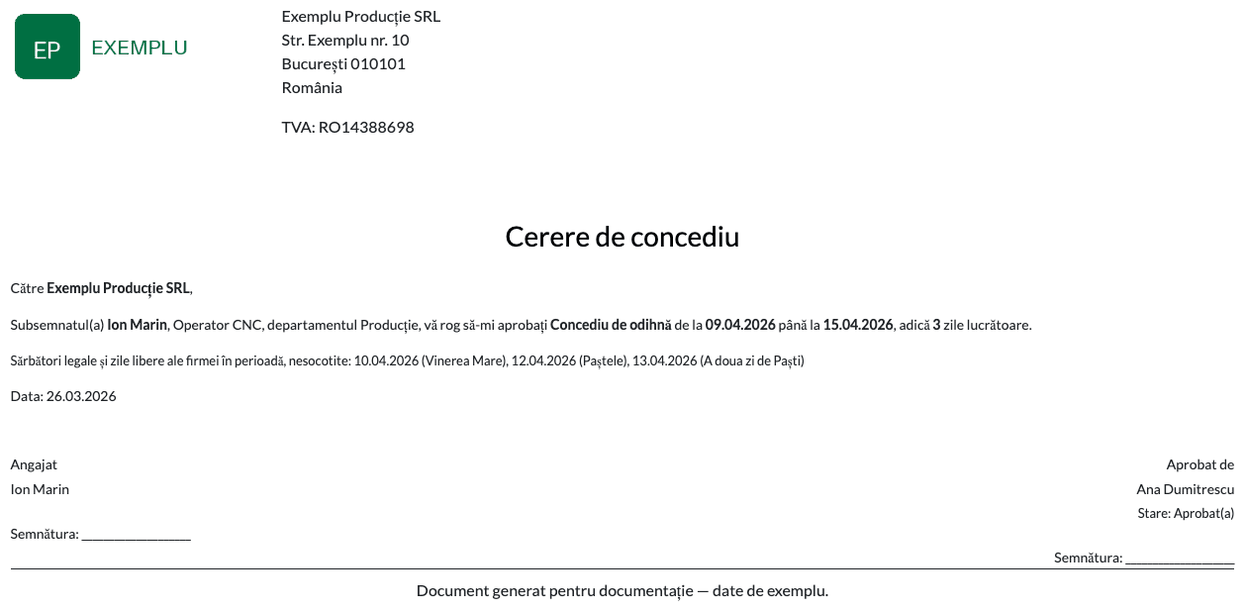 EP EXEMPLU
Exemplu Producție SRL
Str. Exemplu nr. 10
București 010101
România
TVA: RO14388698
Cerere de concediu
Către Exemplu Producție SRL,
Subsemnatul(a) Ion Marin, Operator CNC, departamentul Producție, vă rog să-mi aprobați Concediu de odihnă de la 09.04.2026 până la 15.04.2026, adică 3 zile lucrătoare.
Sărbători legale și zile libere ale firmei în perioadă, nesocotite: 10.04.2026 (Vinerea Mare), 12.04.2026 (Paștele), 13.04.2026 (A doua zi de Paști)
Data: 26.03.2026
Angajat
Ion Marin
Semnătura: ________________
Aprobat de
Ana Dumitrescu
Stare: Aprobat(a)
Semnătura: ________________
Document generat pentru documentație — date de exemplu.